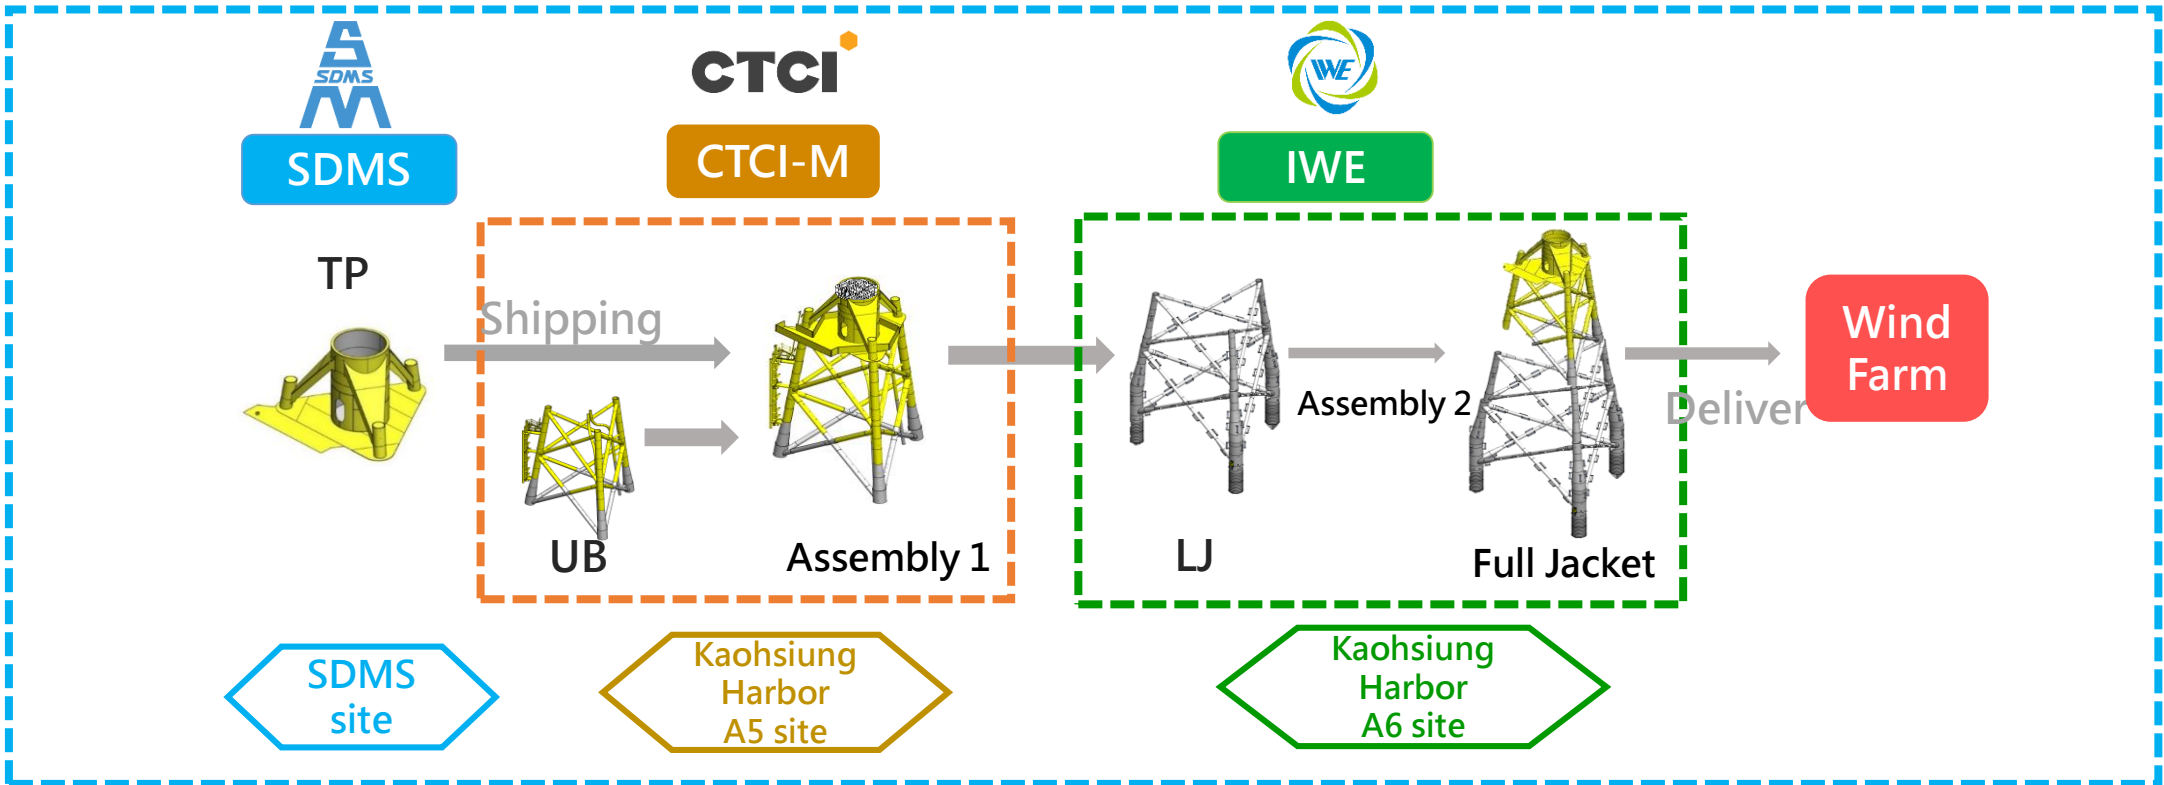 SDMS
CTCI
IWE
SDMS
CTCI-M
IWE
TP
Shipping
UB
Assembly 1
LJ
Assembly 2
Full Jacket
Deliver
Wind
Farm
SDMS
site
Kaohsiung
Harbor
A5 site
Kaohsiung
Harbor
A6 site